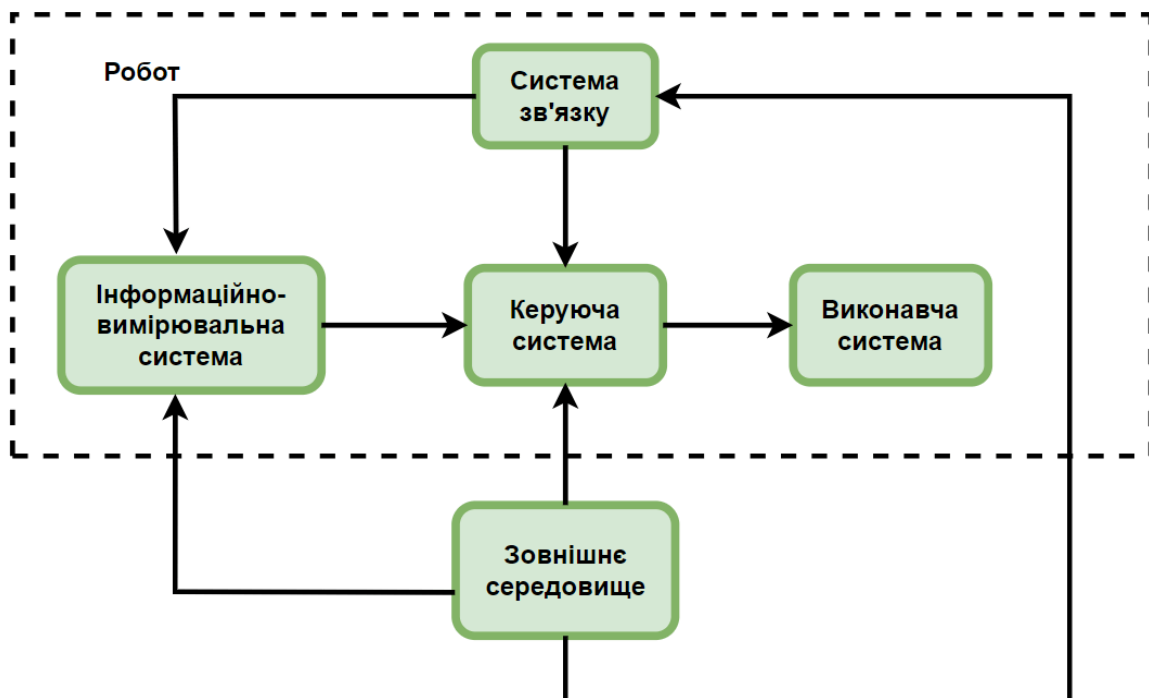 Робот
Система
зв'язку
Інформаційно-
вимірювальна
система
Керуюча
система
Виконавча
система
Зовнішнє
середовище